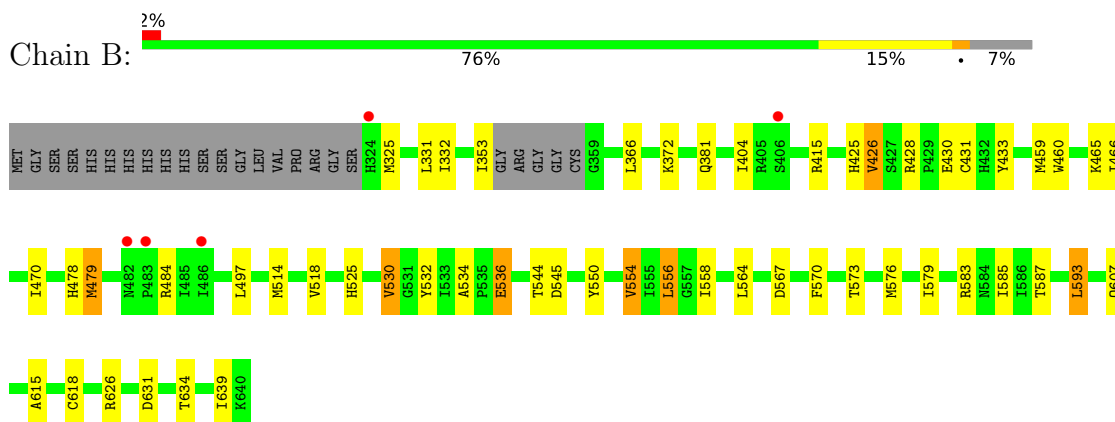 2%
Chain B:
76% 15% • 7%
MET GLY SER SER HIS HIS HIS HIS HIS HIS SER SER GLY LEU VAL PRO ARG GLY SER H324 M325 L331 I332 I353 GLY ARG GLY GLY CYS G359 L366 K372 Q381 I404 R405 S406 R415 H425 V426 S427 R428 P429 E430 C431 H432 Y433 M459 W460 K465 I466
I470 H478 M479 N482 P483 R484 I485 I486 L497 M514 V518 H525 V530 G531 Y532 I533 A534 P535 E536 T544 D545 Y550 V554 I555 L556 G557 I558 L564 D567 F570 T573 M576 I579 R583 N584 I585 I586 T587 L593
A615 C618 R626 D631 T634 I639 K640